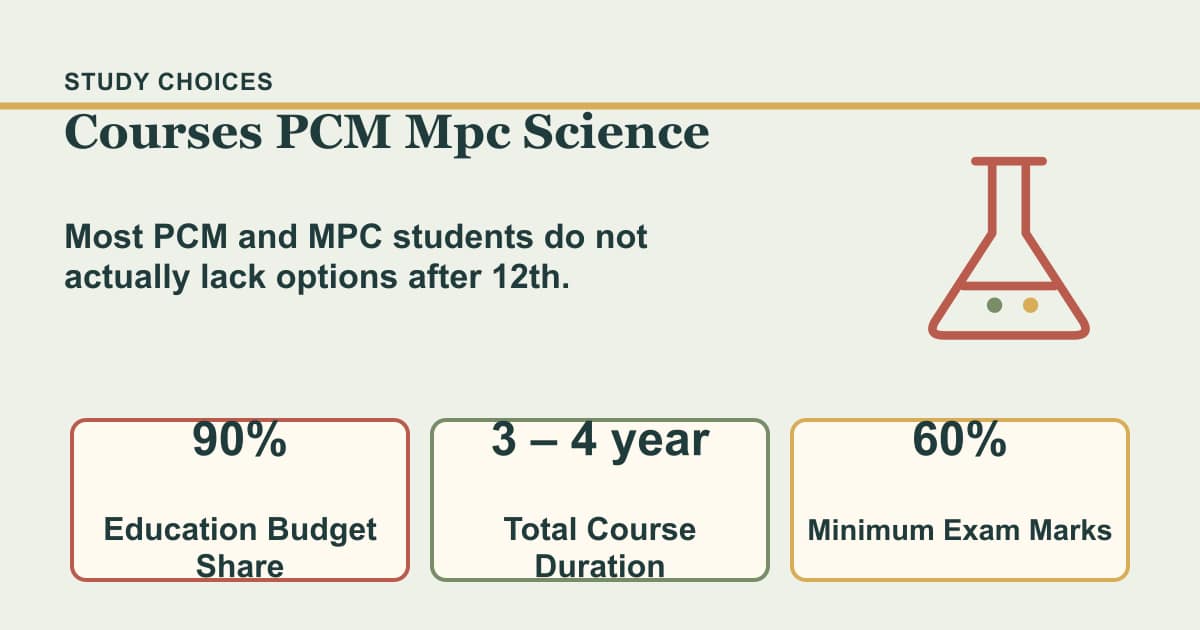 STUDY CHOICES
Courses PCM Mpc Science
Most PCM and MPC students do not
actually lack options after 12th.
90%
Education Budget
Share
3 – 4 year
Total Course
Duration
60%
Minimum Exam Marks